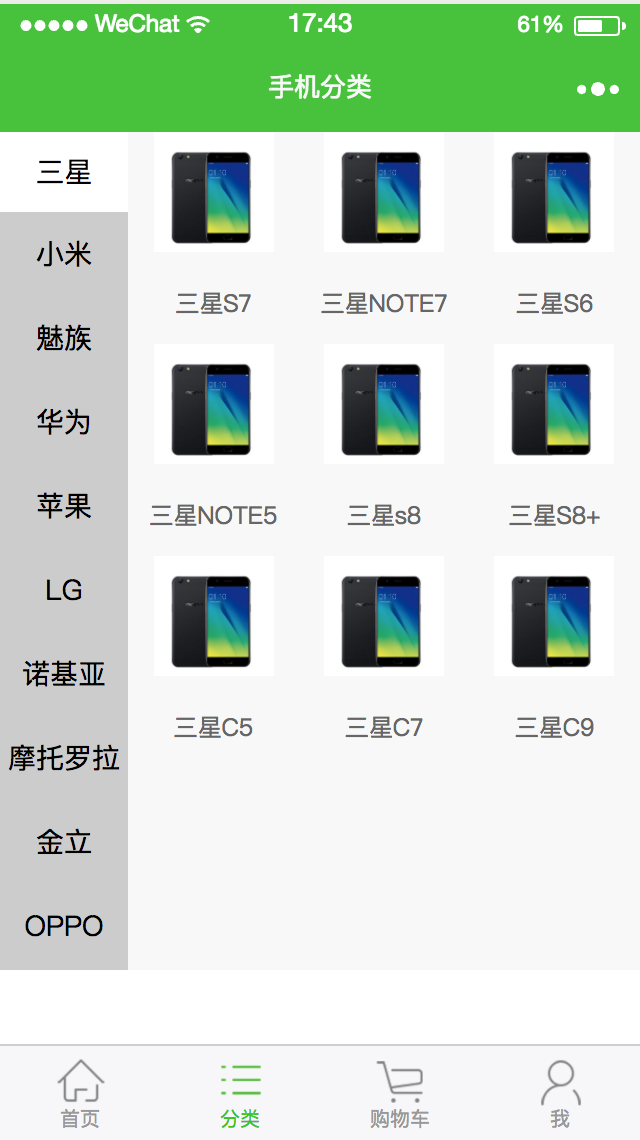 WeChat 17:43 61%
手机分类
三星
小米
魅族
华为
苹果
LG
诺基亚
摩托罗拉
金立
OPPO
三星S7 三星NOTE7 三星S6
三星NOTE5 三星s8 三星S8+
三星C5 三星C7 三星C9
首页 分类 购物车 我